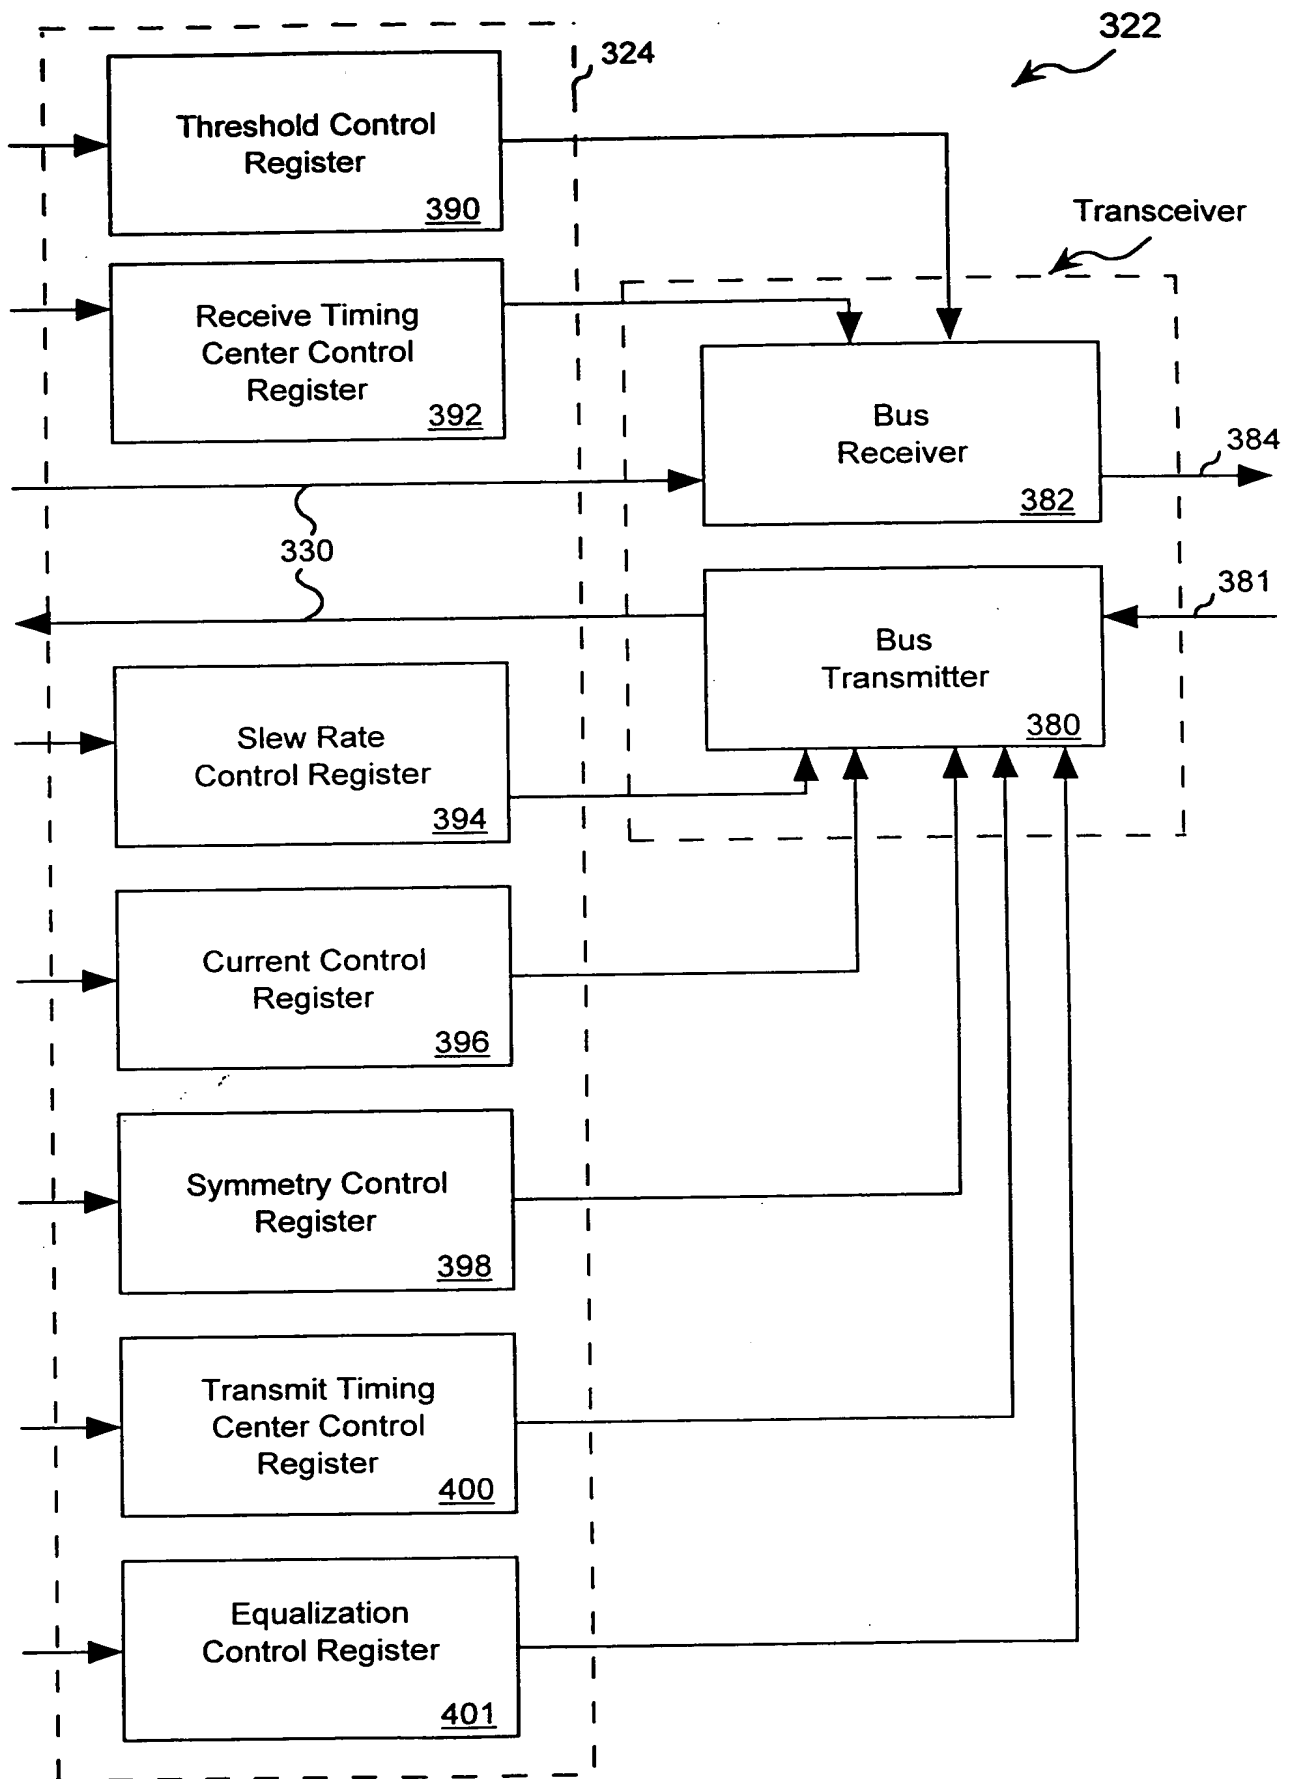 322
324
Threshold Control
Register
390
Transceiver
Receive Timing
Center Control
Register
392
Bus
Receiver
382
384
330
381
Bus
Transmitter
380
Slew Rate
Control Register
394
Current Control
Register
396
Symmetry Control
Register
398
Transmit Timing
Center Control
Register
400
Equalization
Control Register
401